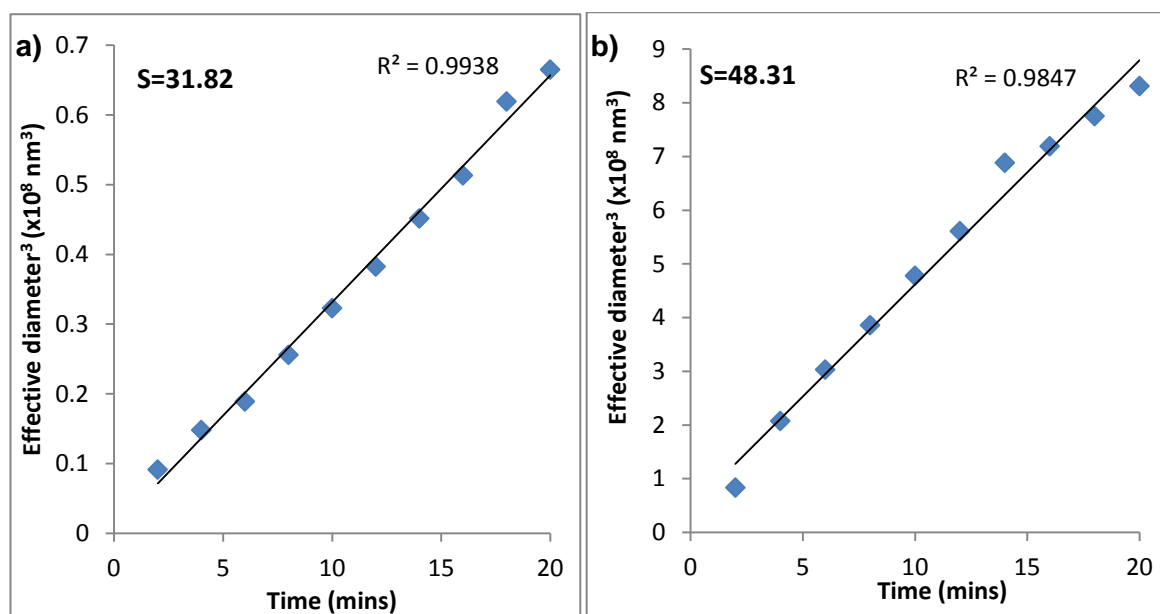 a)
S=31.82
R² = 0.9938
Effective diameter³ (x10⁸ nm³)
0.7
0.6
0.5
0.4
0.3
0.2
0.1
0
0 5 10 15 20
Time (mins)
b)
S=48.31
R² = 0.9847
Effective diameter³ (x10⁸ nm³)
9
8
7
6
5
4
3
2
1
0
0 5 10 15 20
Time (mins)